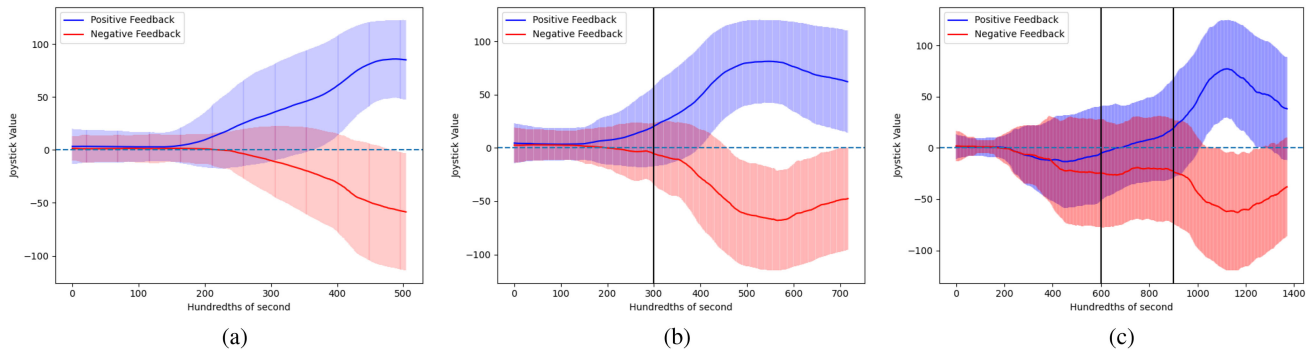 Positive Feedback
Negative Feedback
Joystick Value
100
50
0
−50
−100
0
100
200
300
400
500
Hundredths of second
(a)
Positive Feedback
Negative Feedback
Joystick Value
100
50
0
−50
−100
0
100
200
300
400
500
600
700
Hundredths of second
(b)
Positive Feedback
Negative Feedback
Joystick Value
100
50
0
−50
−100
0
200
400
600
800
1000
1200
1400
Hundredths of second
(c)